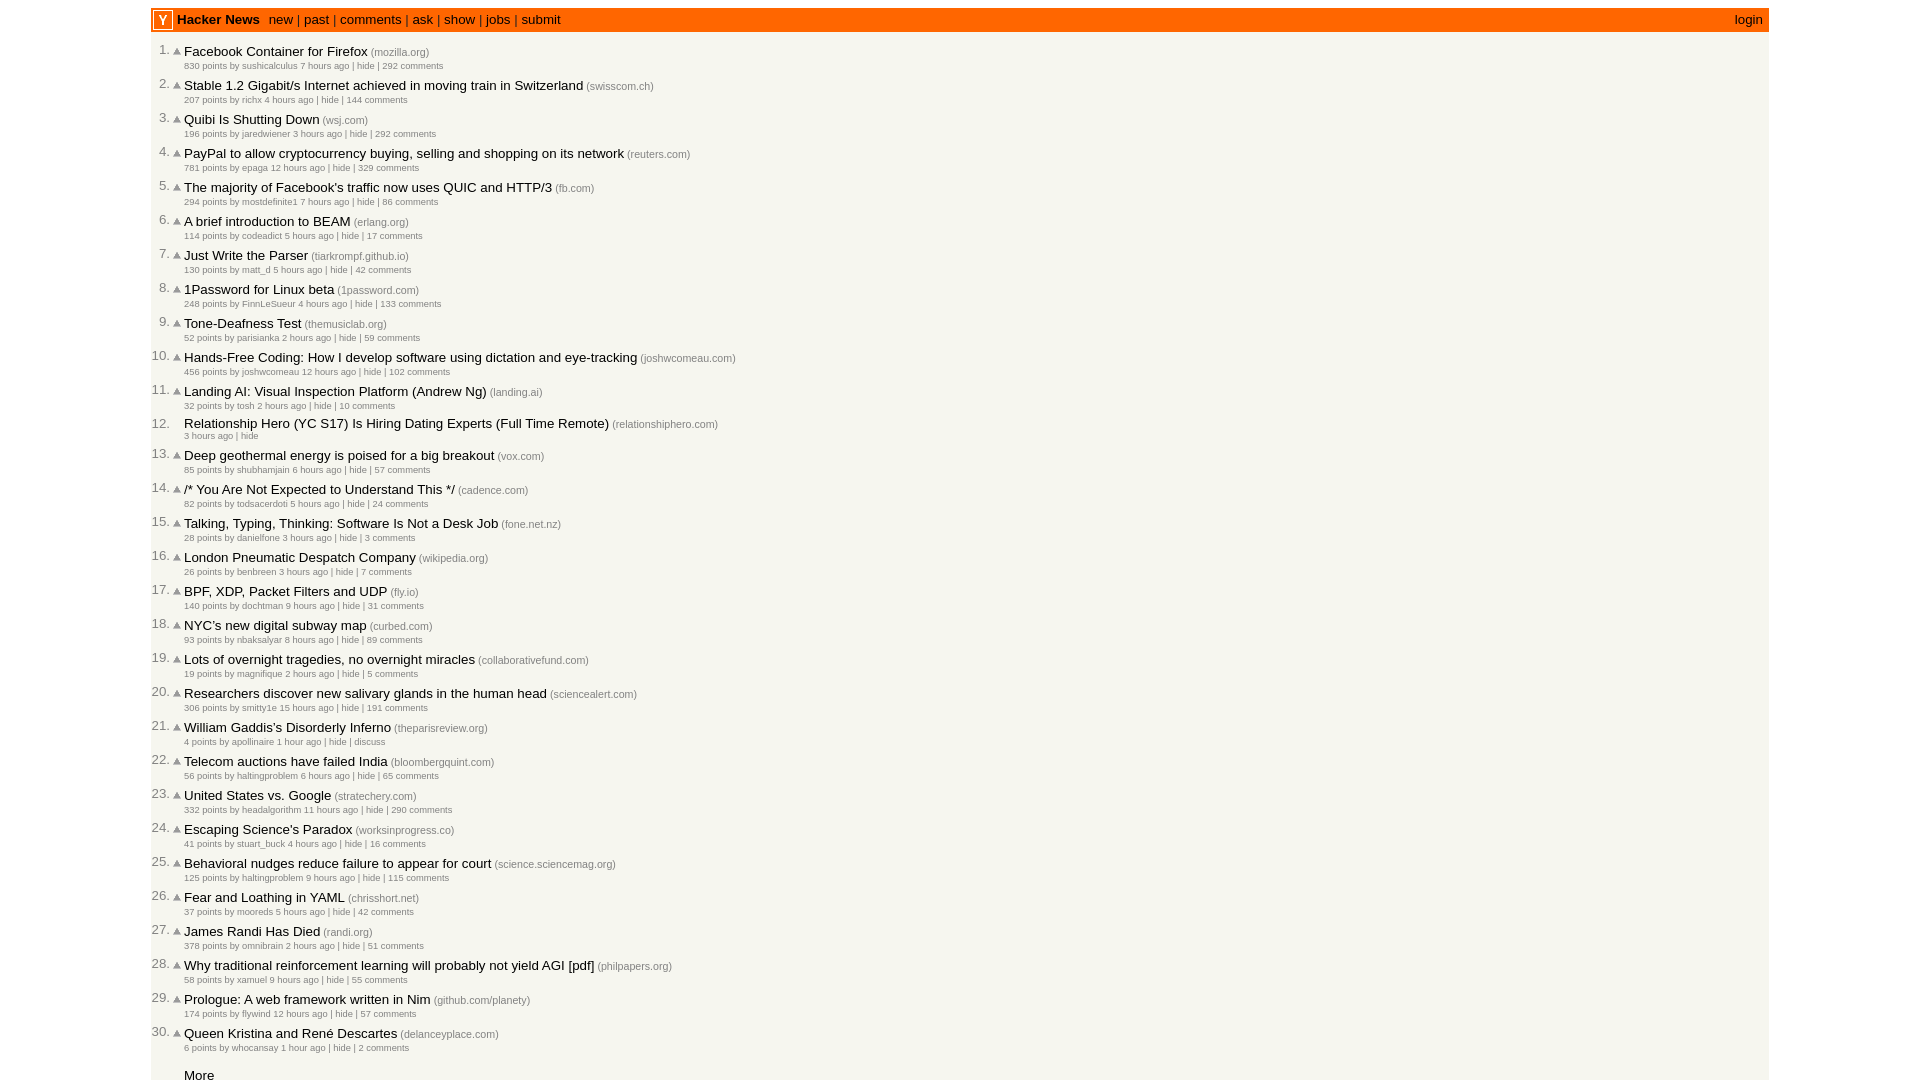 Y Hacker News new | past | comments | ask | show | jobs | submit login
1. Facebook Container for Firefox (mozilla.org)
830 points by sushicalculus 7 hours ago | hide | 292 comments
2. Stable 1.2 Gigabit/s Internet achieved in moving train in Switzerland (swisscom.ch)
207 points by richx 4 hours ago | hide | 144 comments
3. Quibi Is Shutting Down (wsj.com)
196 points by jaredwiener 3 hours ago | hide | 292 comments
4. PayPal to allow cryptocurrency buying, selling and shopping on its network (reuters.com)
781 points by epaga 12 hours ago | hide | 329 comments
5. The majority of Facebook's traffic now uses QUIC and HTTP/3 (fb.com)
294 points by mostdefinite1 7 hours ago | hide | 86 comments
6. A brief introduction to BEAM (erlang.org)
114 points by codeadict 5 hours ago | hide | 17 comments
7. Just Write the Parser (tiarkrompf.github.io)
130 points by matt_d 5 hours ago | hide | 42 comments
8. 1Password for Linux beta (1password.com)
248 points by FinnLeSueur 4 hours ago | hide | 133 comments
9. Tone-Deafness Test (themusiclab.org)
52 points by parisianka 2 hours ago | hide | 59 comments
10. Hands-Free Coding: How I develop software using dictation and eye-tracking (joshwcomeau.com)
456 points by joshwcomeau 12 hours ago | hide | 102 comments
11. Landing AI: Visual Inspection Platform (Andrew Ng) (landing.ai)
32 points by tosh 2 hours ago | hide | 10 comments
12. Relationship Hero (YC S17) Is Hiring Dating Experts (Full Time Remote) (relationshiphero.com)
3 hours ago | hide
13. Deep geothermal energy is poised for a big breakout (vox.com)
85 points by shubhamjain 6 hours ago | hide | 57 comments
14. /* You Are Not Expected to Understand This */ (cadence.com)
82 points by todsacerdoti 5 hours ago | hide | 24 comments
15. Talking, Typing, Thinking: Software Is Not a Desk Job (fone.net.nz)
28 points by danielfone 3 hours ago | hide | 3 comments
16. London Pneumatic Despatch Company (wikipedia.org)
26 points by benbreen 3 hours ago | hide | 7 comments
17. BPF, XDP, Packet Filters and UDP (fly.io)
140 points by dochtman 9 hours ago | hide | 31 comments
18. NYC’s new digital subway map (curbed.com)
93 points by nbaksalyar 8 hours ago | hide | 89 comments
19. Lots of overnight tragedies, no overnight miracles (collaborativefund.com)
19 points by magnifique 2 hours ago | hide | 5 comments
20. Researchers discover new salivary glands in the human head (sciencealert.com)
306 points by smitty1e 15 hours ago | hide | 191 comments
21. William Gaddis’s Disorderly Inferno (theparisreview.org)
4 points by apollinaire 1 hour ago | hide | discuss
22. Telecom auctions have failed India (bloombergquint.com)
56 points by haltingproblem 6 hours ago | hide | 65 comments
23. United States vs. Google (stratechery.com)
332 points by headalgorithm 11 hours ago | hide | 290 comments
24. Escaping Science's Paradox (worksinprogress.co)
41 points by stuart_buck 4 hours ago | hide | 16 comments
25. Behavioral nudges reduce failure to appear for court (science.sciencemag.org)
125 points by haltingproblem 9 hours ago | hide | 115 comments
26. Fear and Loathing in YAML (chrisshort.net)
37 points by mooreds 5 hours ago | hide | 42 comments
27. James Randi Has Died (randi.org)
378 points by omnibrain 2 hours ago | hide | 51 comments
28. Why traditional reinforcement learning will probably not yield AGI [pdf] (philpapers.org)
58 points by xamuel 9 hours ago | hide | 55 comments
29. Prologue: A web framework written in Nim (github.com/planety)
174 points by flywind 12 hours ago | hide | 57 comments
30. Queen Kristina and René Descartes (delanceyplace.com)
6 points by whocansay 1 hour ago | hide | 2 comments
More